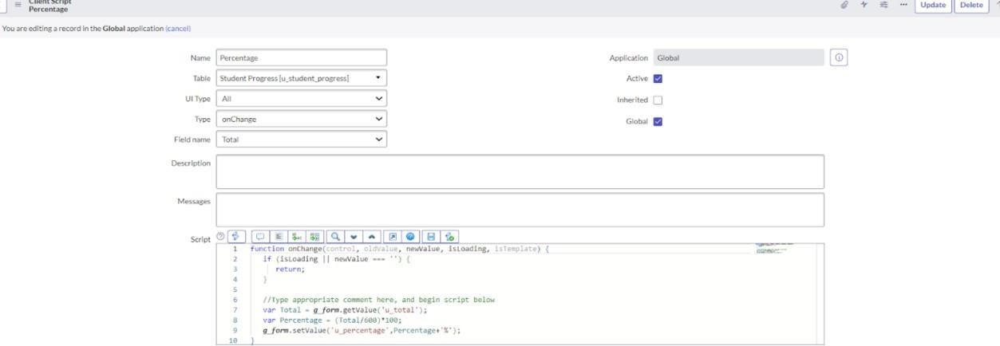 Client Script
Percentage
Update
Delete
You are editing a record in the Global application (cancel)
Name Percentage
Application Global
Table Student Progress [u_student_progress]
Active
UI Type All
Inherited
Type onChange
Global
Field name Total
Description
Messages
Script
1 function onChange(control, oldValue, newValue, isLoading, isTemplate) {
2 if (isLoading || newValue === '') {
3 return;
4 }
5
6 //Type appropriate comment here, and begin script below
7 var Total = g_form.getValue('u_total');
8 var Percentage = (Total/600)*100;
9 g_form.setValue('u_percentage',Percentage+'%');
10 }